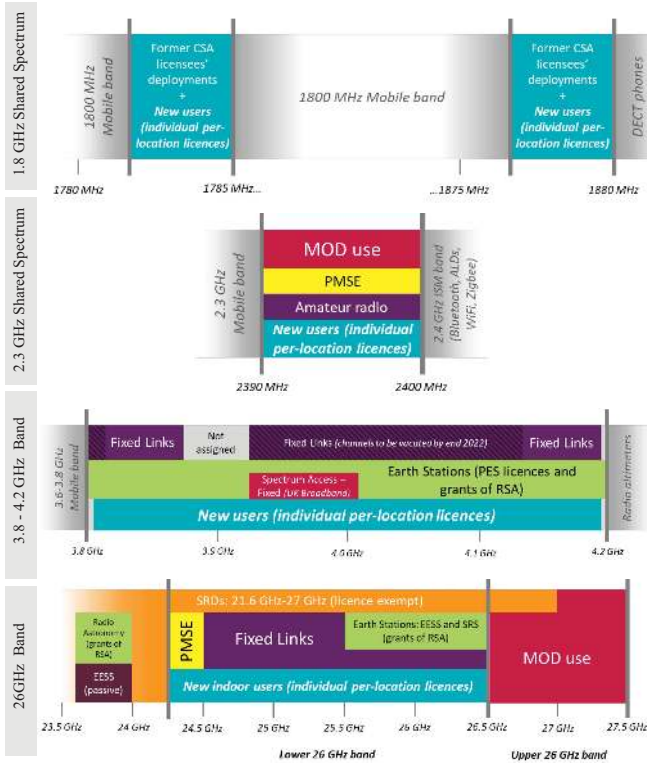 1.8 GHz Shared Spectrum
1800 MHz
Mobile band
Former CSA
licensees'
deployments
+
New users
(individual per-
location licences)
1800 MHz Mobile band
Former CSA
licensees'
deployments
+
New users
(individual per-
location licences)
DECT phones
1780 MHz
1785 MHz...
...1875 MHz
1880 MHz
2.3 GHz Shared Spectrum
2.3 GHz
Mobile band
MOD use
PMSE
Amateur radio
New users (individual
per-location licences)
2.4 GHz ISM band
(Bluetooth, ALDs,
WiFi, Zigbee)
2390 MHz
2400 MHz
3.8 - 4.2 GHz Band
3.6-3.8 GHz
Mobile band
Fixed Links
Not
assigned
Fixed Links (channels to be vacated by end 2022)
Fixed Links
Spectrum Access –
Fixed (UK Broadband)
Earth Stations (PES licences and
grants of RSA)
New users (individual per-location licences)
Radio altimeters
3.8 GHz
3.9 GHz
4.0 GHz
4.1 GHz
4.2 GHz
26GHz Band
SRDs: 21.6 GHz-27 GHz (licence exempt)
Radio
Astronomy
(grants of
RSA)
EESS
(passive)
PMSE
Fixed Links
Earth Stations: EESS and SRS
(grants of RSA)
New indoor users (individual per-location licences)
MOD use
23.5 GHz
24 GHz
24.5 GHz
25 GHz
25.5 GHz
26 GHz
26.5 GHz
27 GHz
27.5 GHz
Lower 26 GHz band
Upper 26 GHz band